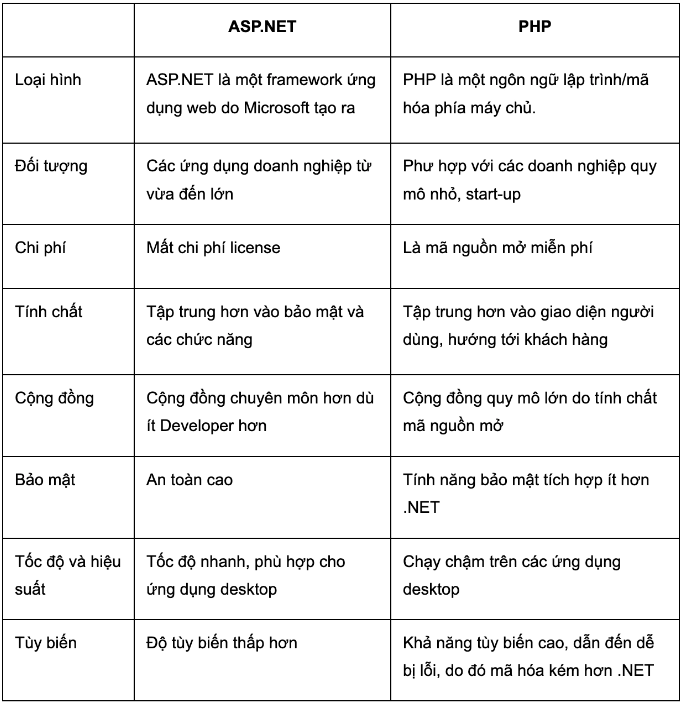 ASP.NET
PHP
Loại hình
ASP.NET là một framework ứng
dụng web do Microsoft tạo ra
PHP là một ngôn ngữ lập trình/mã
hóa phía máy chủ.
Đối tượng
Các ứng dụng doanh nghiệp từ
vừa đến lớn
Phư hợp với các doanh nghiệp quy
mô nhỏ, start-up
Chi phí
Mất chi phí license
Là mã nguồn mở miễn phí
Tính chất
Tập trung hơn vào bảo mật và
các chức năng
Tập trung hơn vào giao diện người
dùng, hướng tới khách hàng
Cộng đồng
Cộng đồng chuyên môn hơn dù
ít Developer hơn
Cộng đồng quy mô lớn do tính chất
mã nguồn mở
Bảo mật
An toàn cao
Tính năng bảo mật tích hợp ít hơn
.NET
Tốc độ và hiệu
suất
Tốc độ nhanh, phù hợp cho
ứng dụng desktop
Chạy chậm trên các ứng dụng
desktop
Tùy biến
Độ tùy biến thấp hơn
Khả năng tùy biến cao, dẫn đến dễ
bị lỗi, do đó mã hóa kém hơn .NET